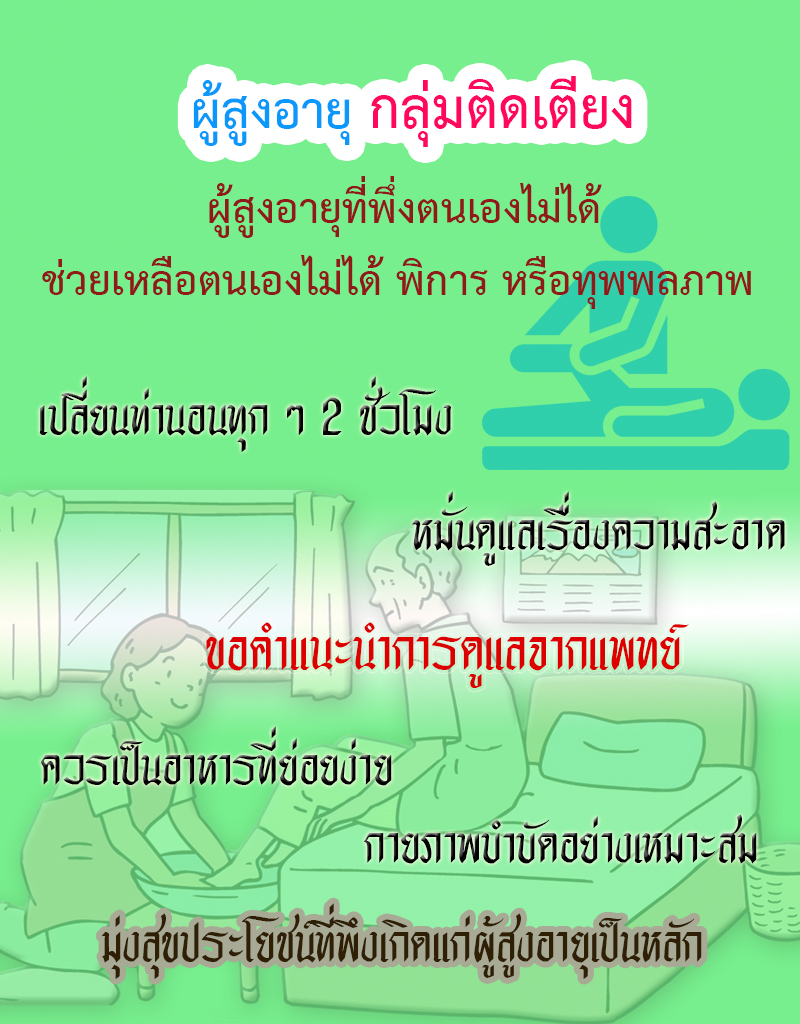 ผู้สูงอายุ กลุ่มติดเตียง
ผู้สูงอายุที่พึ่งตนเองไม่ได้
ช่วยเหลือตนเองไม่ได้ พิการ หรือทุพพลภาพ
เปลี่ยนท่านอนทุก ๆ 2 ชั่วโมง
หมั่นดูแลเรื่องความสะอาด
ขอคำแนะนำการดูแลจากแพทย์
ควรเป็นอาหารที่ย่อยง่าย
กายภาพบำบัดอย่างเหมาะสม
มุ่งสุขประโยชน์ที่พึงเกิดแก่ผู้สูงอายุเป็นหลัก